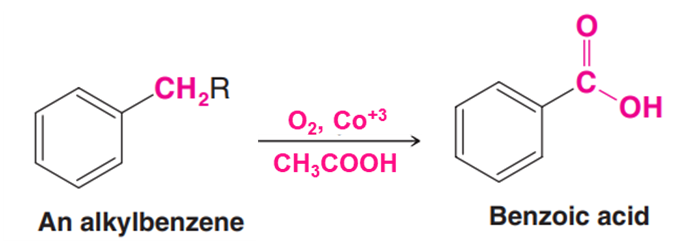 CH₂R
An alkylbenzene
O₂, Co⁺³
CH₃COOH
O
C
OH
Benzoic acid